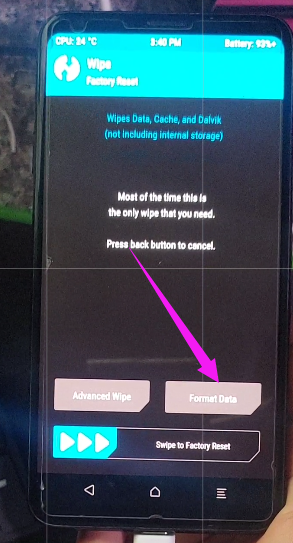 CPU: 24 °C 3:40 PM Battery: 93%+
Wipe
Factory Reset
Wipes Data, Cache, and Dalvik
(not including internal storage)
Most of the time this is
the only wipe that you need.
Press back button to cancel.
Advanced Wipe Format Data
Swipe to Factory Reset